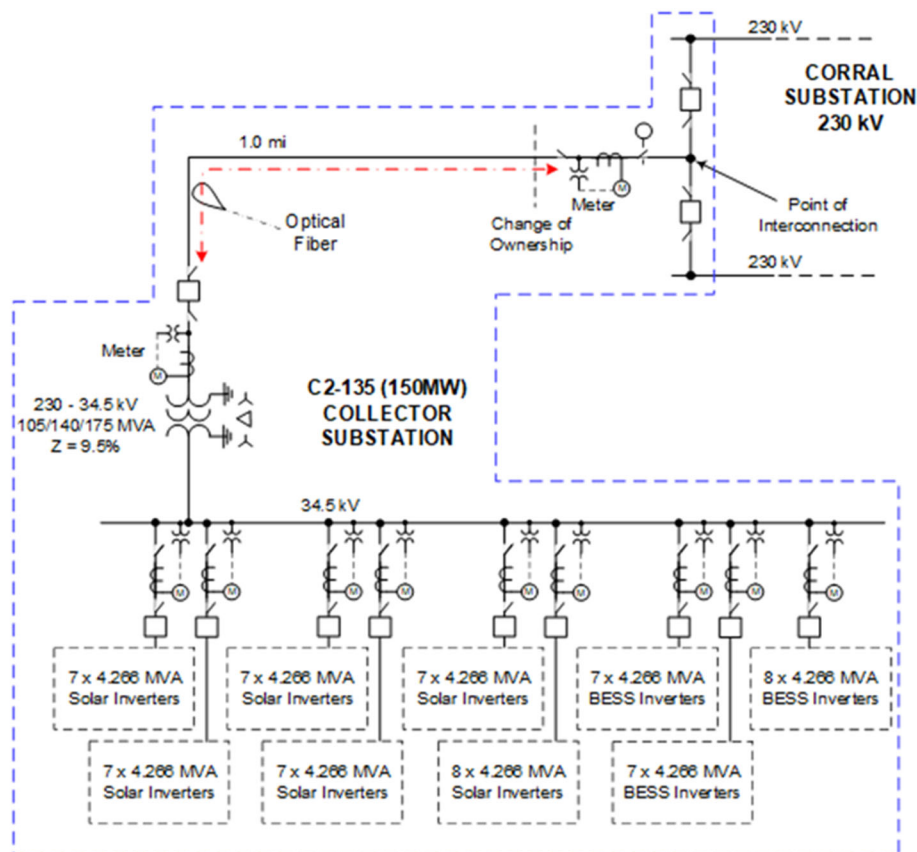 230 kV
CORRAL
SUBSTATION
230 kV
1.0 mi
M
Meter
Optical
Fiber
Change of
Ownership
Point of
Interconnection
230 kV
Meter
M
230 - 34.5 kV
105/140/175 MVA
Z = 9.5%
C2-135 (150MW)
COLLECTOR
SUBSTATION
34.5 kV
M
M
M
M
M
M
M
M
M
7 x 4.266 MVA
Solar Inverters
7 x 4.266 MVA
Solar Inverters
7 x 4.266 MVA
Solar Inverters
7 x 4.266 MVA
BESS Inverters
8 x 4.266 MVA
BESS Inverters
7 x 4.266 MVA
Solar Inverters
7 x 4.266 MVA
Solar Inverters
8 x 4.266 MVA
Solar Inverters
7 x 4.266 MVA
BESS Inverters